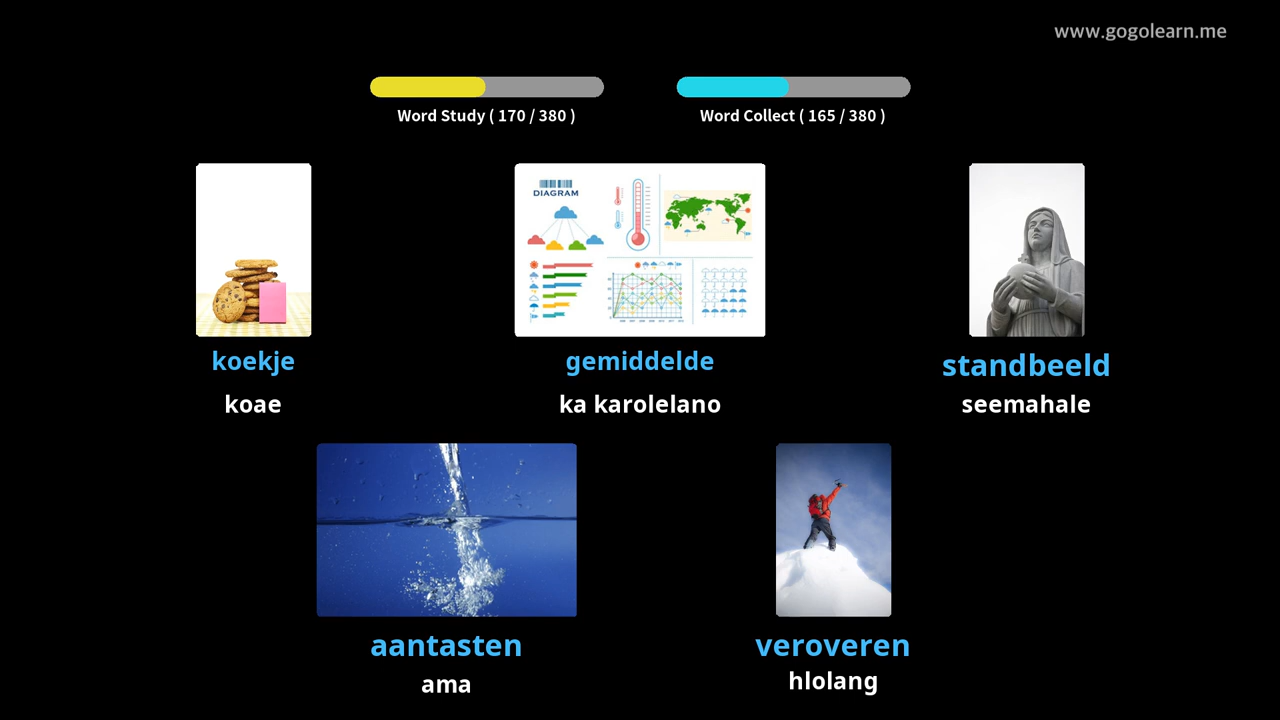 www.gogolearn.me
Word Study ( 170 / 380 )
Word Collect ( 165 / 380 )
DIAGRAM
koekje
koae
gemiddelde
ka karolelano
standbeeld
seemahale
aantasten
ama
veroveren
hlolang